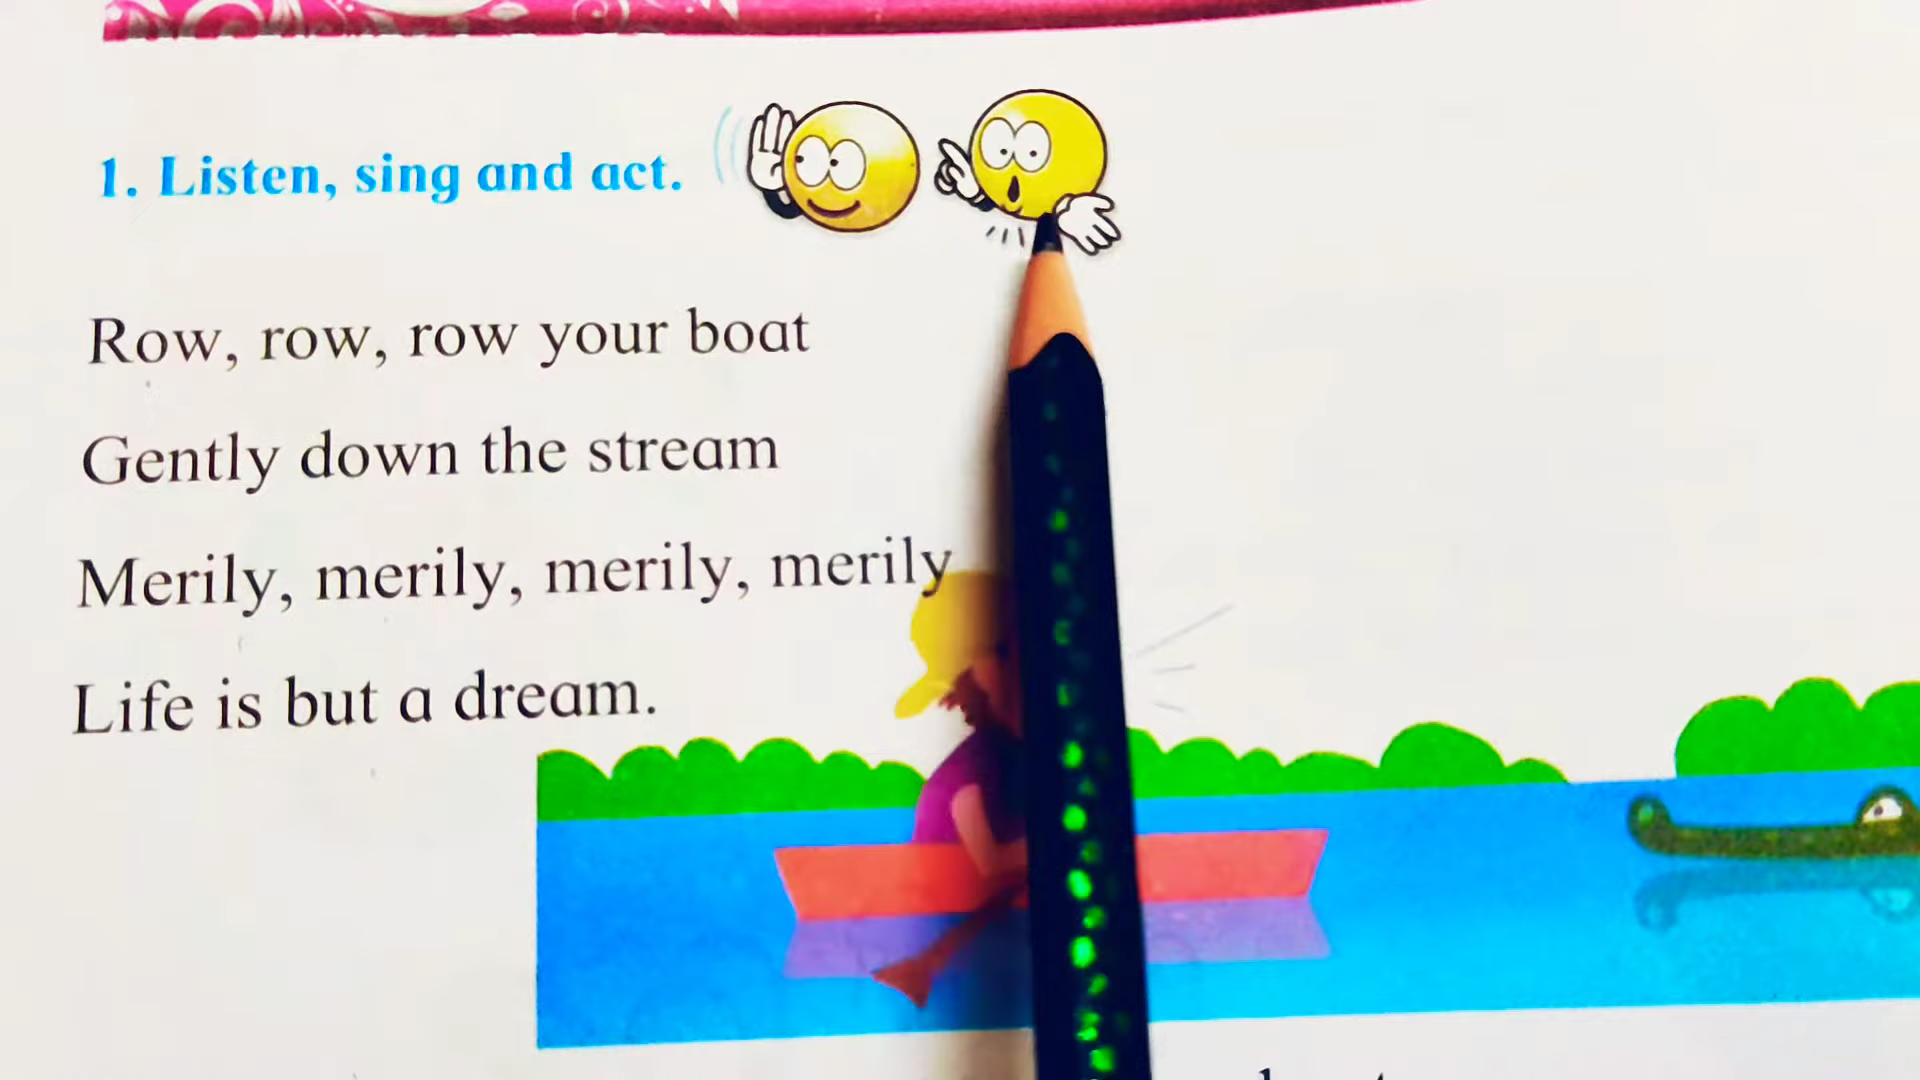 1. Listen, sing and act.
Row, row, row your boat
Gently down the stream
Merily, merily, merily, merily
Life is but a dream.